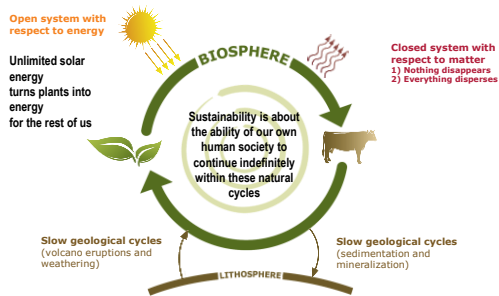 Open system with
respect to energy
Unlimited solar
energy
turns plants into
energy
for the rest of us
BIOSPHERE
Closed system with
respect to matter
1) Nothing disappears
2) Everything disperses
Sustainability is about
the ability of our own
human society to
continue indefinitely
within these natural
cycles
Slow geological cycles
(volcano eruptions and
weathering)
Slow geological cycles
(sedimentation and
mineralization)
LITHOSPHERE